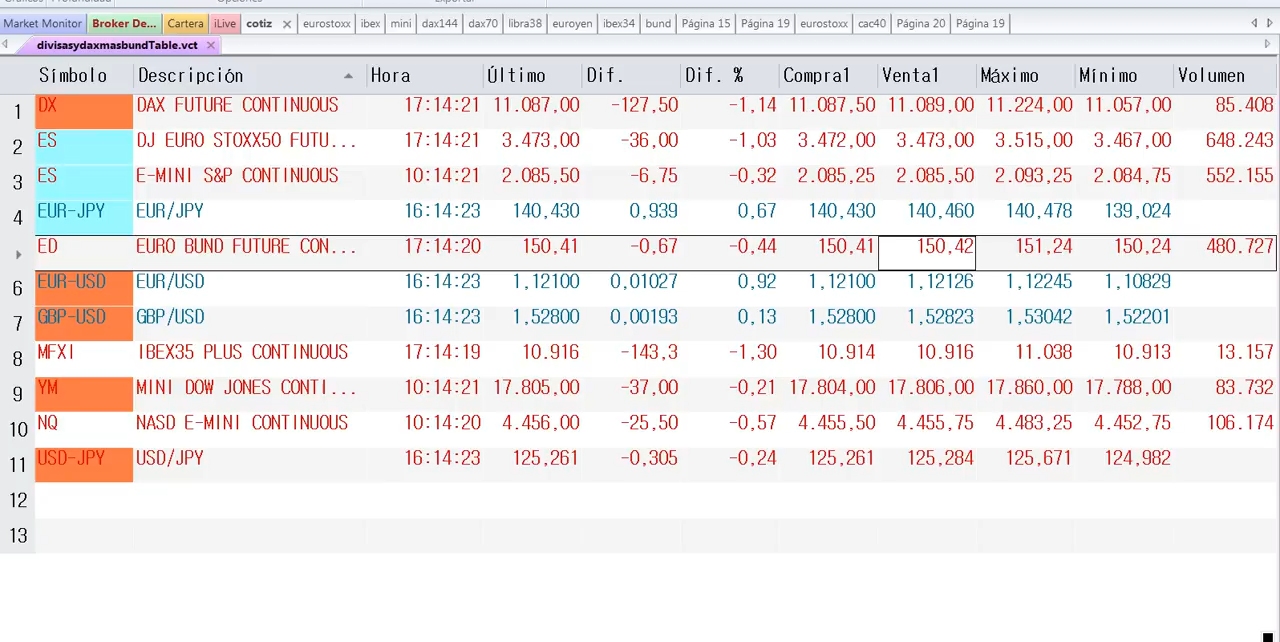 Market Monitor Broker De... Cartera iLive cotiz eurostoxx ibex mini dax144 dax70 libra38 euroyen ibex34 bund Página 15 Página 19 eurostoxx cac40 Página 20 Página 19
divisasydaxmasbundTable.vct
Símbolo Descripción Hora Último Dif. Dif. % Compra1 Venta1 Máximo Mínimo Volumen
1 DX DAX FUTURE CONTINUOUS 17:14:21 11.087,00 -127,50 -1,14 11.087,50 11.089,00 11.224,00 11.057,00 85.408
2 ES DJ EURO STOXX50 FUTU... 17:14:21 3.473,00 -36,00 -1,03 3.472,00 3.473,00 3.515,00 3.467,00 648.243
3 ES E-MINI S&P CONTINUOUS 10:14:21 2.085,50 -6,75 -0,32 2.085,25 2.085,50 2.093,25 2.084,75 552.155
4 EUR-JPY EUR/JPY 16:14:23 140,430 0,939 0,67 140,430 140,460 140,478 139,024
ED EURO BUND FUTURE CON... 17:14:20 150,41 -0,67 -0,44 150,41 150,42 151,24 150,24 480.727
6 EUR-USD EUR/USD 16:14:23 1,12100 0,01027 0,92 1,12100 1,12126 1,12245 1,10829
7 GBP-USD GBP/USD 16:14:23 1,52800 0,00193 0,13 1,52800 1,52823 1,53042 1,52201
8 MFXI IBEX35 PLUS CONTINUOUS 17:14:19 10.916 -143,3 -1,30 10.914 10.916 11.038 10.913 13.157
9 YM MINI DOW JONES CONTI... 10:14:21 17.805,00 -37,00 -0,21 17.804,00 17.806,00 17.860,00 17.788,00 83.732
10 NQ NASD E-MINI CONTINUOUS 10:14:20 4.456,00 -25,50 -0,57 4.455,50 4.455,75 4.483,25 4.452,75 106.174
11 USD-JPY USD/JPY 16:14:23 125,261 -0,305 -0,24 125,261 125,284 125,671 124,982
12
13